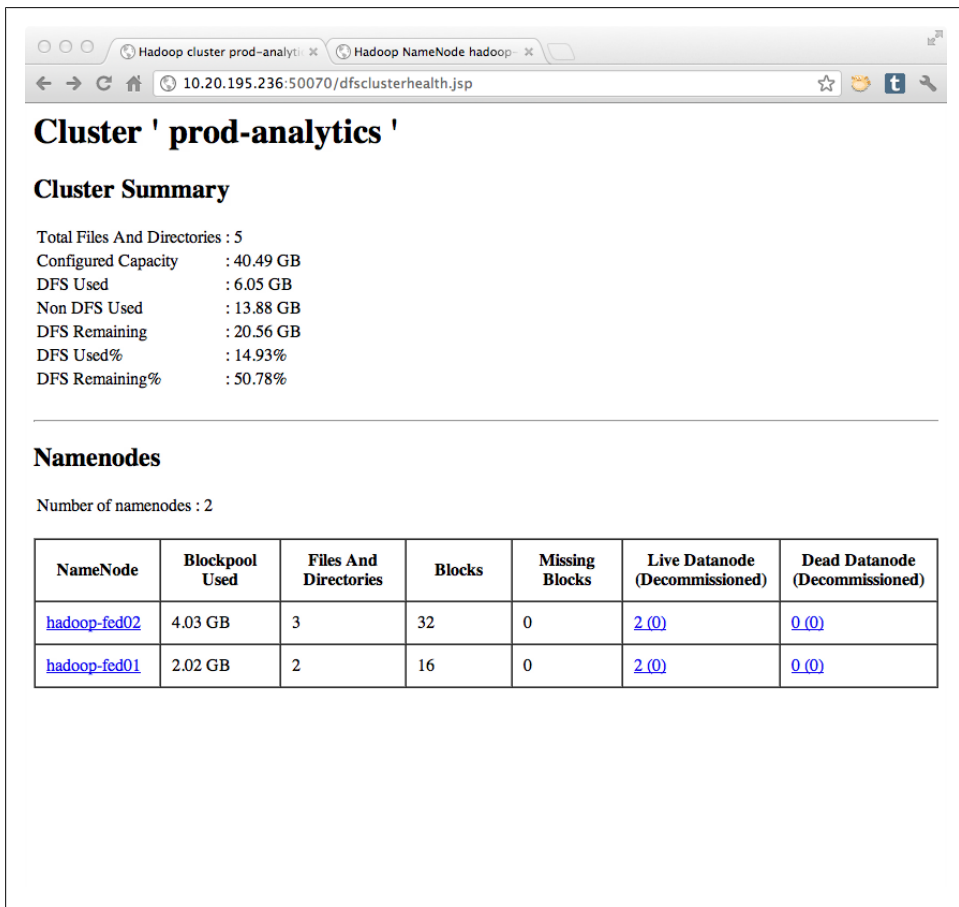 Hadoop cluster prod-analytic
Hadoop NameNode hadoop-
10.20.195.236:50070/dfsclusterhealth.jsp
t
Cluster ' prod-analytics '
Cluster Summary
Total Files And Directories : 5
Configured Capacity : 40.49 GB
DFS Used : 6.05 GB
Non DFS Used : 13.88 GB
DFS Remaining : 20.56 GB
DFS Used% : 14.93%
DFS Remaining% : 50.78%
Namenodes
Number of namenodes : 2
NameNode Blockpool Used Files And Directories Blocks Missing Blocks Live Datanode (Decommissioned) Dead Datanode (Decommissioned)
hadoop-fed02 4.03 GB 3 32 0 2 (0) 0 (0)
hadoop-fed01 2.02 GB 2 16 0 2 (0) 0 (0)